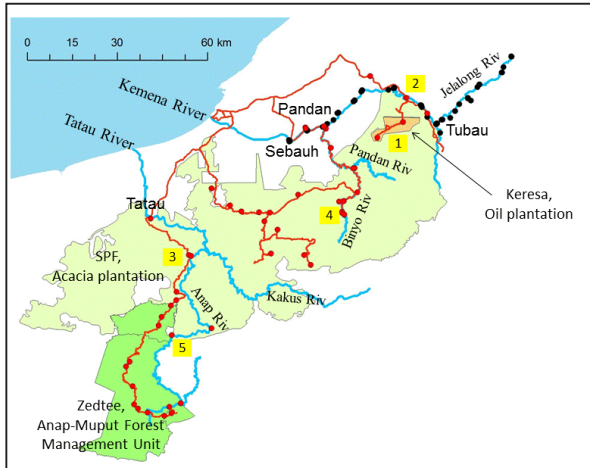 0 15 30 60 km
Kemena River
Tatau River
Pandan
Sebauh
2
Jelalong Riv
Tubau
1
Pandan Riv
Keresa,
Oil plantation
4
Binyo Riv
Tatau
SPF,
Acacia plantation
3
Anap Riv
Kakus Riv
5
Zedtee,
Anap-Muput Forest
Management Unit